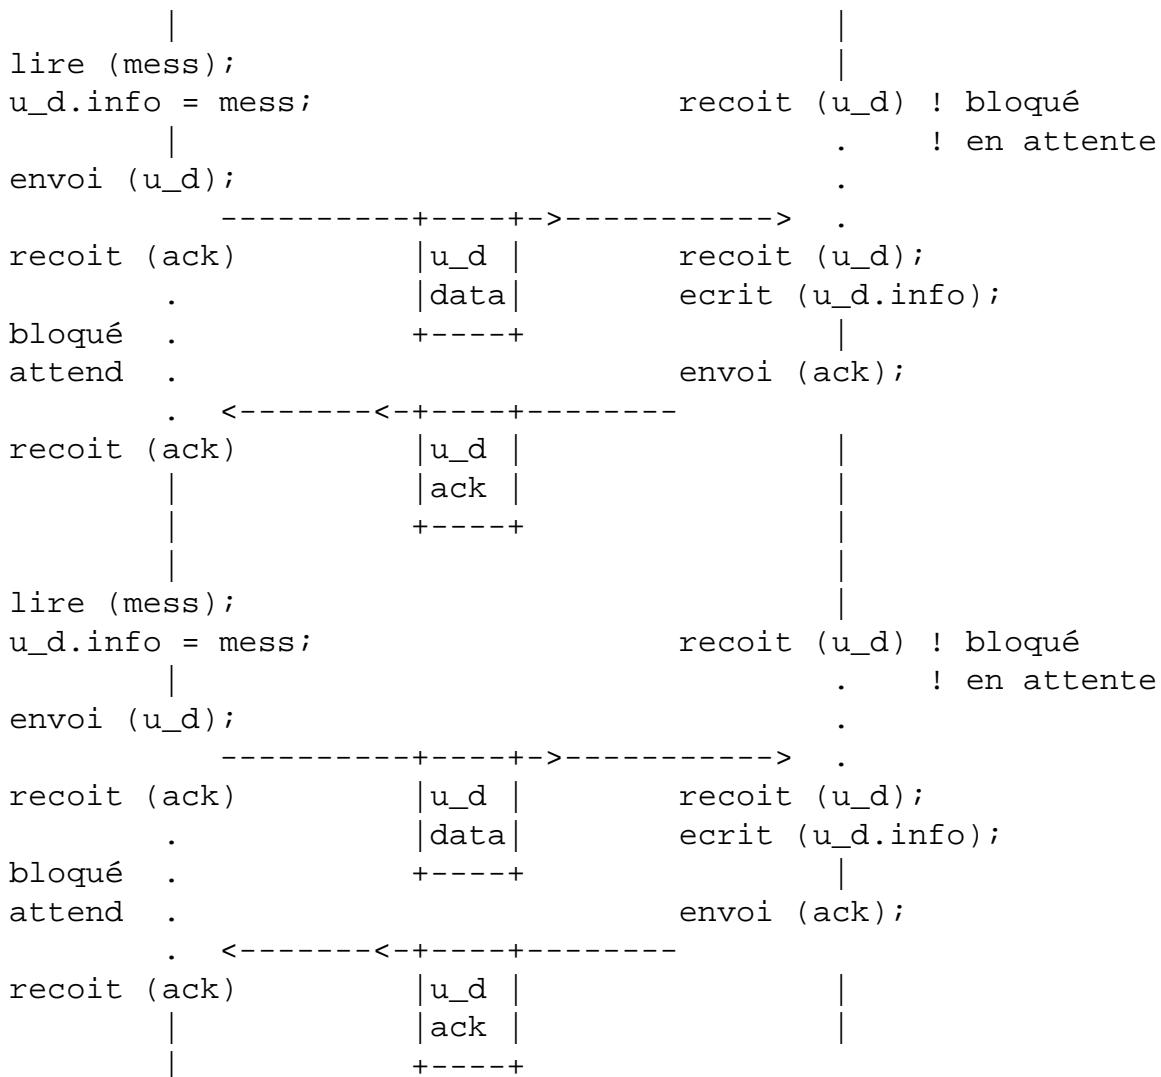 |                                   |
lire (mess);                                |
u_d.info = mess;                   recoit (u_d) ! bloqué
        |                                   .    ! en attente
envoi (u_d);                                .
           ----------+----+->----------->   .
recoit (ack)         |u_d |        recoit (u_d);
        .            |data|        ecrit (u_d.info);
bloqué  .            +----+                 |
attend  .                          envoi (ack);
        .  <-------<-+----+--------
recoit (ack)         |u_d |                 |
        |            |ack |                 |
        |            +----+                 |
        |                                   |
lire (mess);                                |
u_d.info = mess;                   recoit (u_d) ! bloqué
        |                                   .    ! en attente
envoi (u_d);                                .
           ----------+----+->----------->   .
recoit (ack)         |u_d |        recoit (u_d);
        .            |data|        ecrit (u_d.info);
bloqué  .            +----+                 |
attend  .                          envoi (ack);
        .  <-------<-+----+--------
recoit (ack)         |u_d |                 |
        |            |ack |                 |
        |            +----+